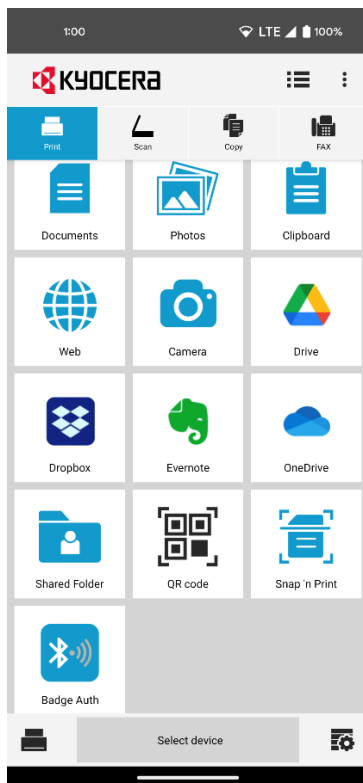 1:00 LTE 100%
KYOCERA
Print Scan Copy FAX
Documents Photos Clipboard
Web Camera Drive
Dropbox Evernote OneDrive
Shared Folder QR code Snap 'n Print
Badge Auth
Select device